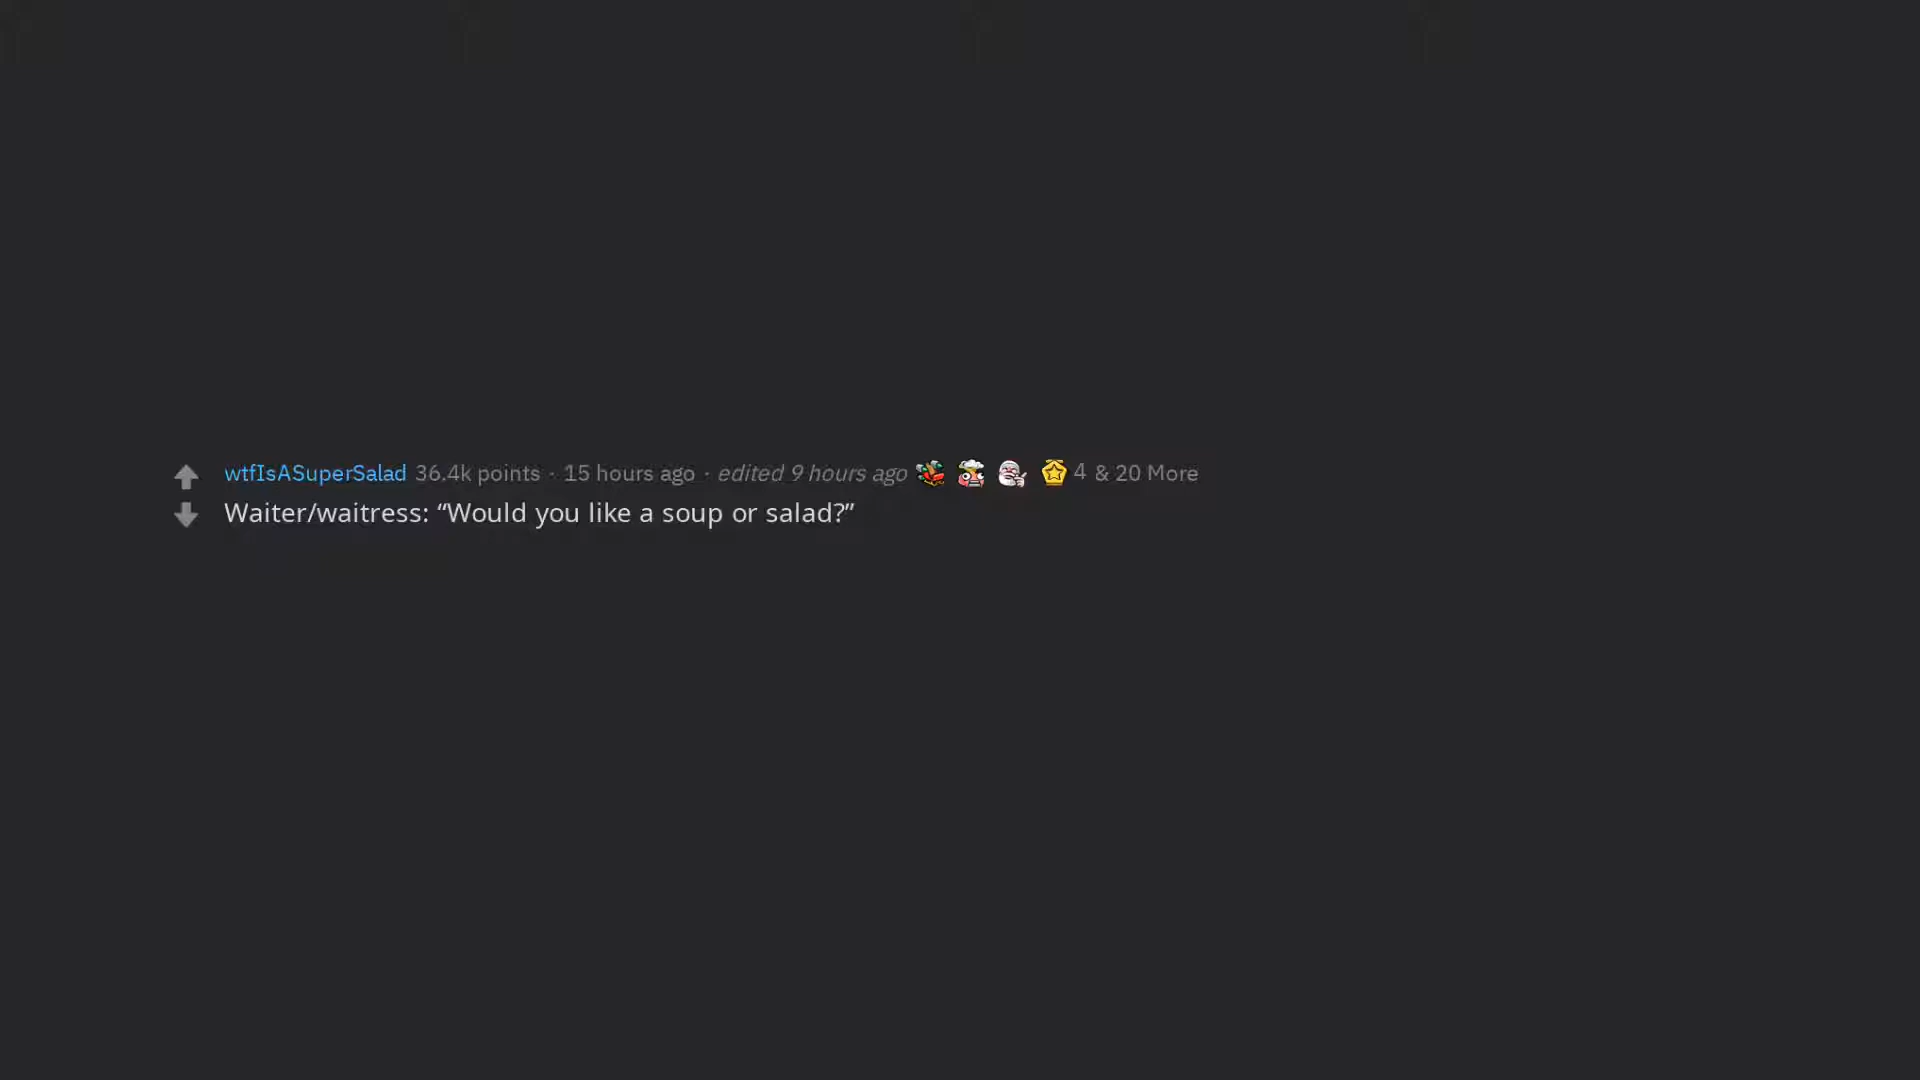 wtfIsASuperSalad 36.4k points · 15 hours ago · edited 9 hours ago 4 & 20 More
Waiter/waitress: “Would you like a soup or salad?”